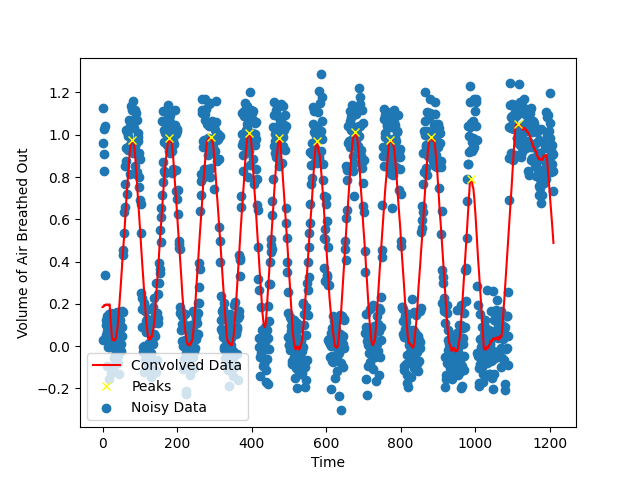 1.2
1.0
0.8
0.6
0.4
0.2
0.0
−0.2
Volume of Air Breathed Out
Convolved Data
Peaks
Noisy Data
0 200 400 600 800 1000 1200
Time